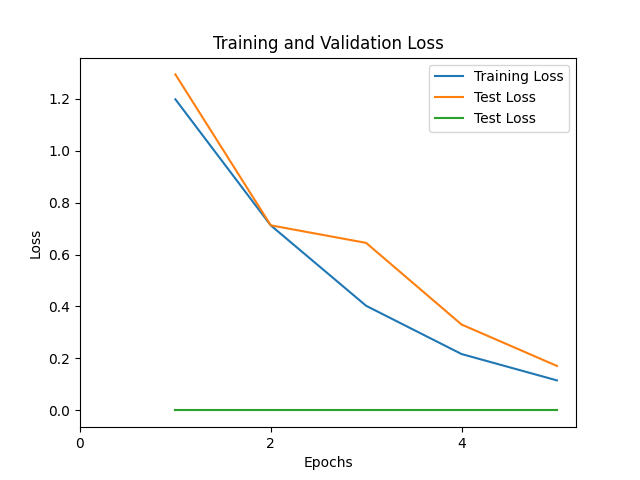 Training and Validation Loss
Training Loss
Test Loss
Test Loss
Loss
1.2
1.0
0.8
0.6
0.4
0.2
0.0
0 2 4
Epochs